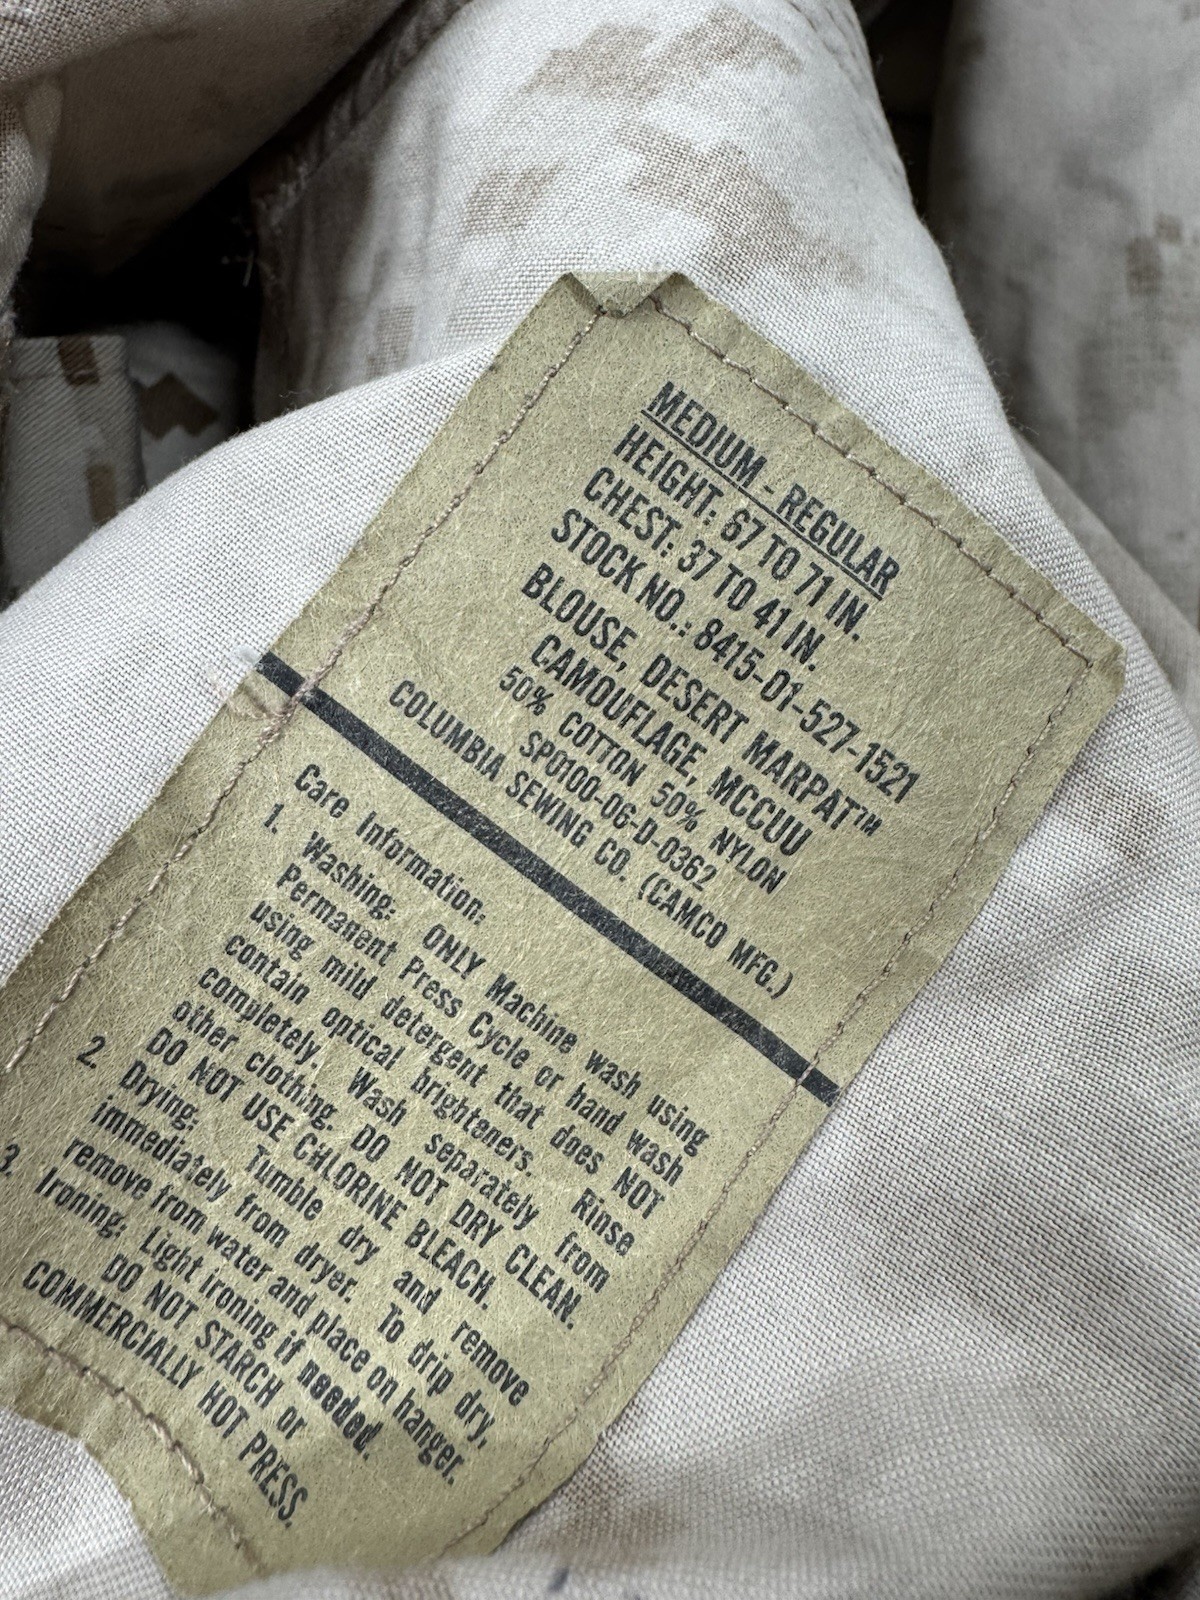 MEDIUM - REGULAR
HEIGHT: 67 TO 71 IN.
CHEST: 37 TO 41 IN.
STOCK NO.: 8415-01-527-1521
BLOUSE, DESERT MARPAT™
CAMOUFLAGE, MCCUU
50% COTTON 50% NYLON
SP0100-06-D-0362
COLUMBIA SEWING CO. (CAMCO MFG.)
Care Information:
1. Washing: ONLY Machine wash using
Permanent Press Cycle or hand wash
using mild detergent that does NOT
contain optical brighteners. Rinse
completely. Wash separately from
other clothing. DO NOT DRY CLEAN.
DO NOT USE CHLORINE BLEACH.
2. Drying: Tumble dry and remove
immediately from dryer. To drip dry,
remove from water and place on hanger.
3. Ironing: Light ironing if needed.
DO NOT STARCH or
COMMERCIALLY HOT PRESS.